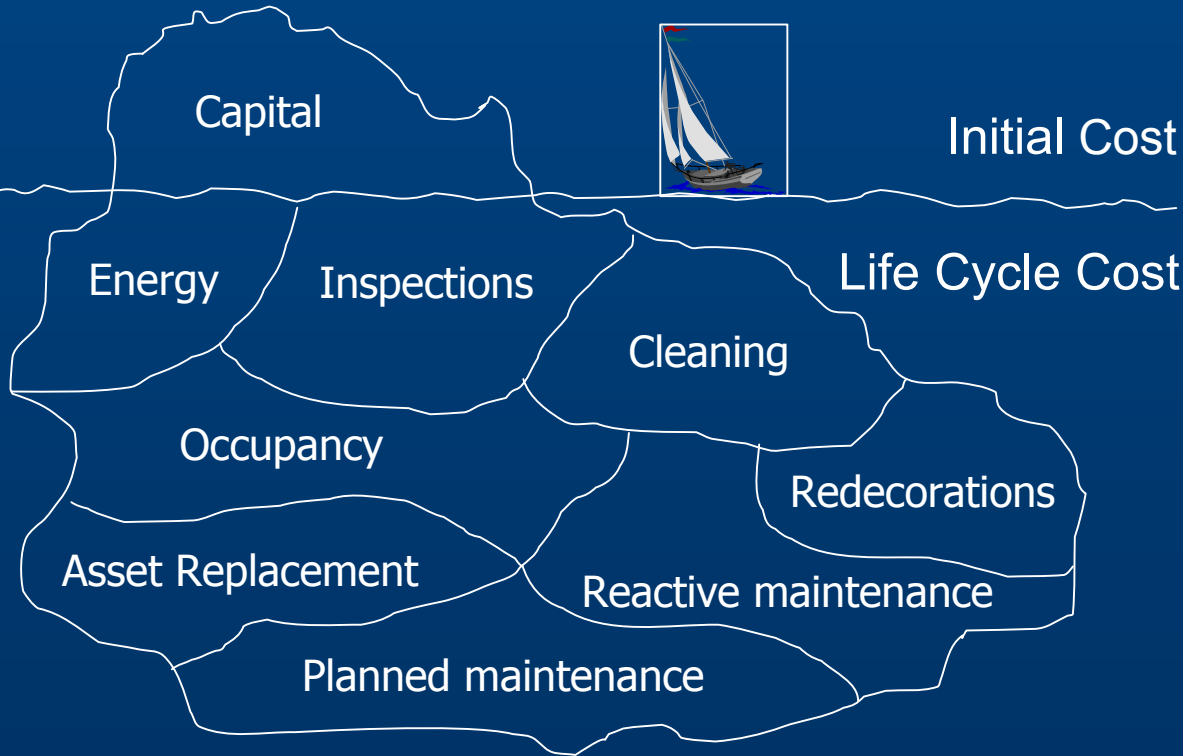 Capital
Initial Cost
Energy
Inspections
Life Cycle Cost
Cleaning
Occupancy
Redecorations
Asset Replacement
Reactive maintenance
Planned maintenance